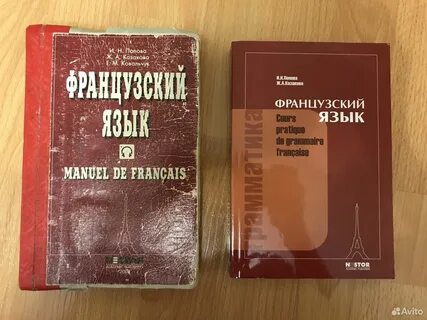 И. Н. Попова
Ж. А. Казакова
Г. М. Ковальчук
ФРАНЦУЗСКИЙ
ЯЗЫК
MANUEL DE FRANÇAIS
И.Н.Попова
Ж.А.Казакова
ФРАНЦУЗСКИЙ
ЯЗЫК
Cours
pratique
de grammaire
française
грамматика
NESTOR
Avito